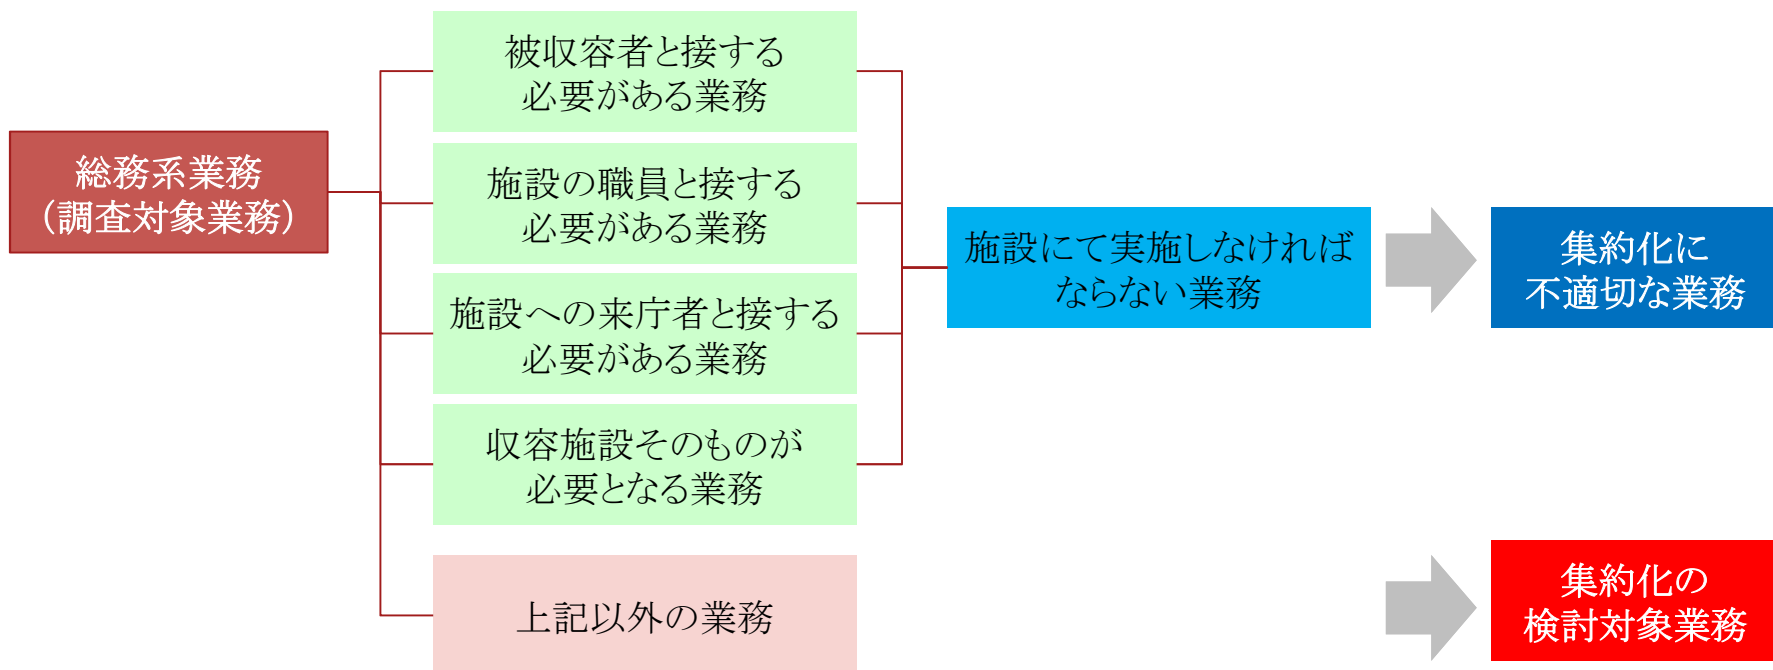 総務系業務
（調査対象業務）
被収容者と接する
必要がある業務
施設の職員と接する
必要がある業務
施設への来庁者と接する
必要がある業務
収容施設そのものが
必要となる業務
上記以外の業務
施設にて実施しなければ
ならない業務
集約化に
不適切な業務
集約化の
検討対象業務